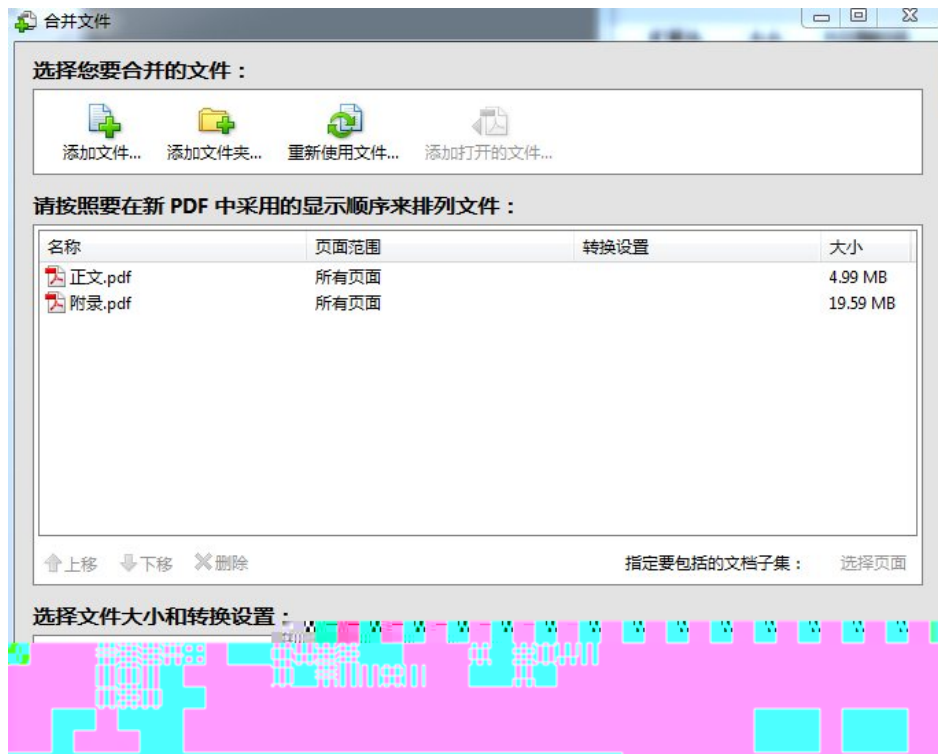 合并文件
选择您要合并的文件：
添加文件... 添加文件夹... 重新使用文件... 添加打开的文件...
请按照要在新 PDF 中采用的显示顺序来排列文件：
名称 页面范围 转换设置 大小
正文.pdf 所有页面 4.99 MB
附录.pdf 所有页面 19.59 MB
上移 下移 删除 指定要包括的文档子集： 选择页面
选择文件大小和转换设置：